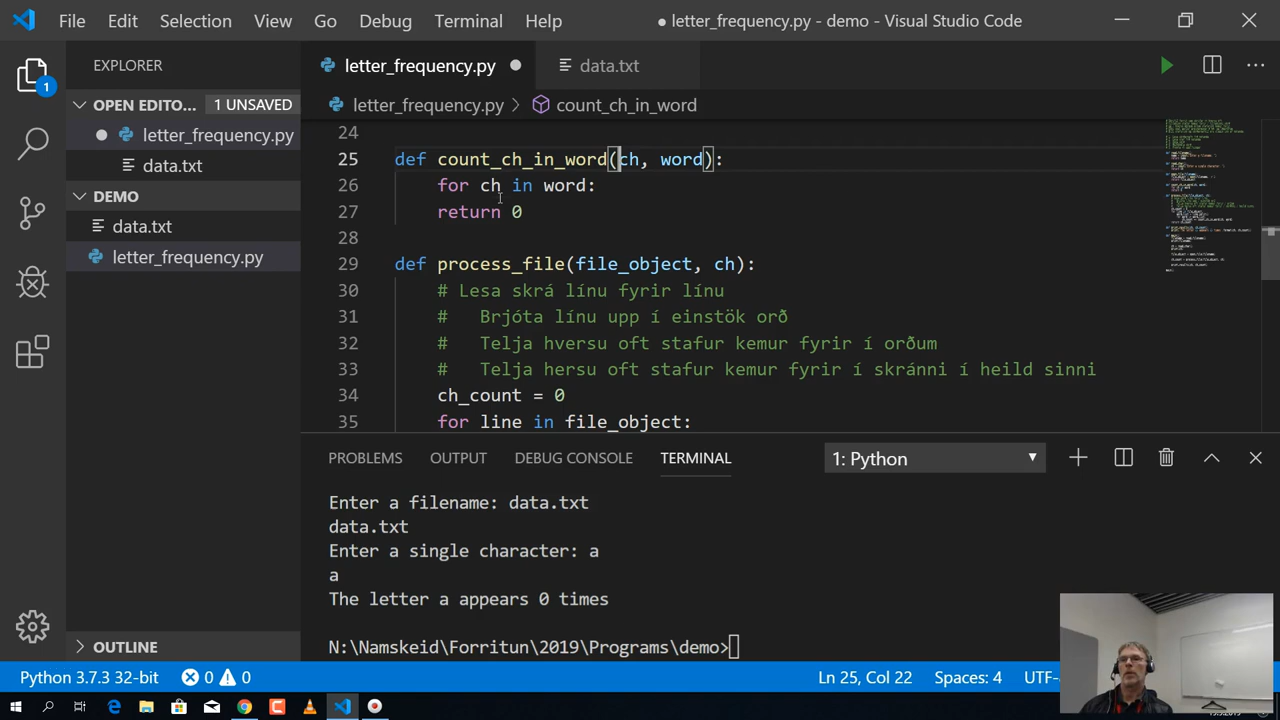 File Edit Selection View Go Debug Terminal Help
● letter_frequency.py - demo - Visual Studio Code
1
EXPLORER
OPEN EDITO... 1 UNSAVED
letter_frequency.py
data.txt
DEMO
data.txt
letter_frequency.py
OUTLINE
letter_frequency.py ● data.txt
letter_frequency.py > count_ch_in_word
24
25 def count_ch_in_word(ch, word):
26 for ch in word:
27 return 0
28
29 def process_file(file_object, ch):
30 # Lesa skrá línu fyrir línu
31 # Brjóta línu upp í einstök orð
32 # Telja hversu oft stafur kemur fyrir í orðum
33 # Telja hersu oft stafur kemur fyrir í skránni í heild sinni
34 ch_count = 0
35 for line in file_object:
PROBLEMS OUTPUT DEBUG CONSOLE TERMINAL 1: Python
Enter a filename: data.txt
data.txt
Enter a single character: a
a
The letter a appears 0 times
N:\Namskeid\Forritun\2019\Programs\demo>
Python 3.7.3 32-bit 0 0 Ln 25, Col 22 Spaces: 4